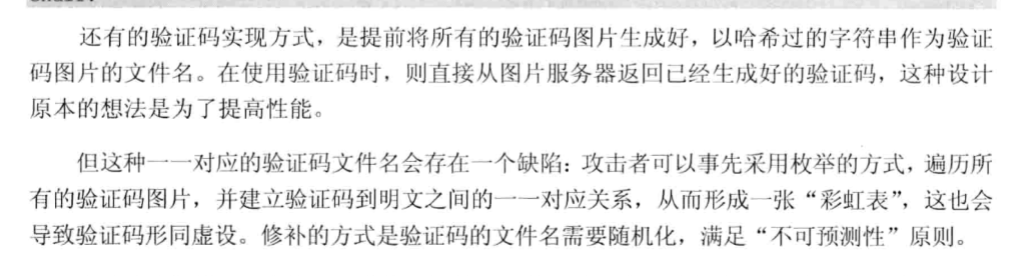 还有的验证码实现方式，是提前将所有的验证码图片生成好，以哈希过的字符串作为验证
码图片的文件名。在使用验证码时，则直接从图片服务器返回已经生成好的验证码，这种设计
原本的想法是为了提高性能。
但这种一一对应的验证码文件名会存在一个缺陷：攻击者可以事先采用枚举的方式，遍历所
有的验证码图片，并建立验证码到明文之间的一一对应关系，从而形成一张“彩虹表”，这也会
导致验证码形同虚设。修补的方式是验证码的文件名需要随机化，满足“不可预测性”原则。